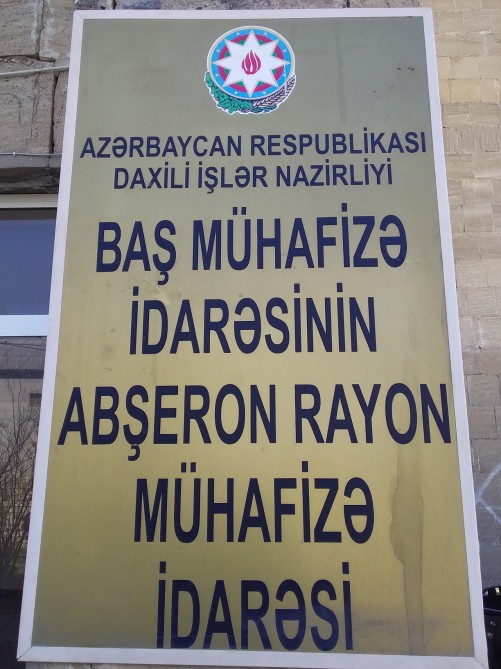 AZƏRBAYCAN RESPUBLİKASI
DAXİLİ İŞLƏR NAZİRLİYİ
BAŞ MÜHAFİZƏ
İDARƏSİNİN
ABŞERON RAYON
MÜHAFİZƏ
İDARƏSİ